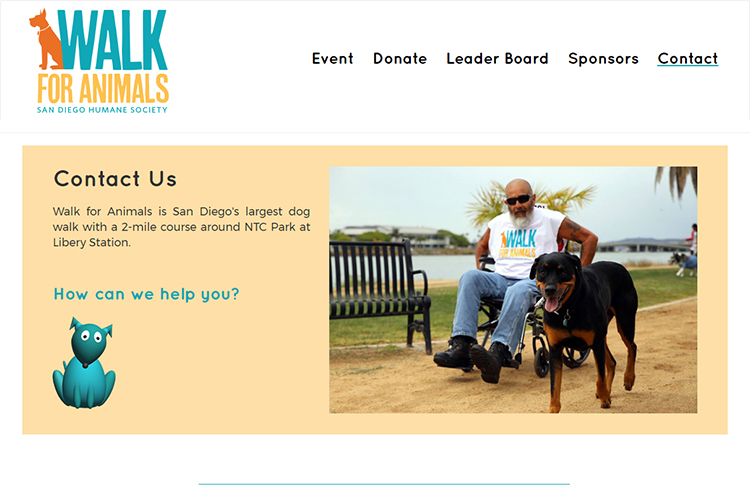 WALK
FOR ANIMALS
SAN DIEGO HUMANE SOCIETY
Event Donate Leader Board Sponsors Contact
Contact Us
Walk for Animals is San Diego's largest dog
walk with a 2-mile course around NTC Park at
Libery Station.
How can we help you?
WALK
FOR ANIMALS